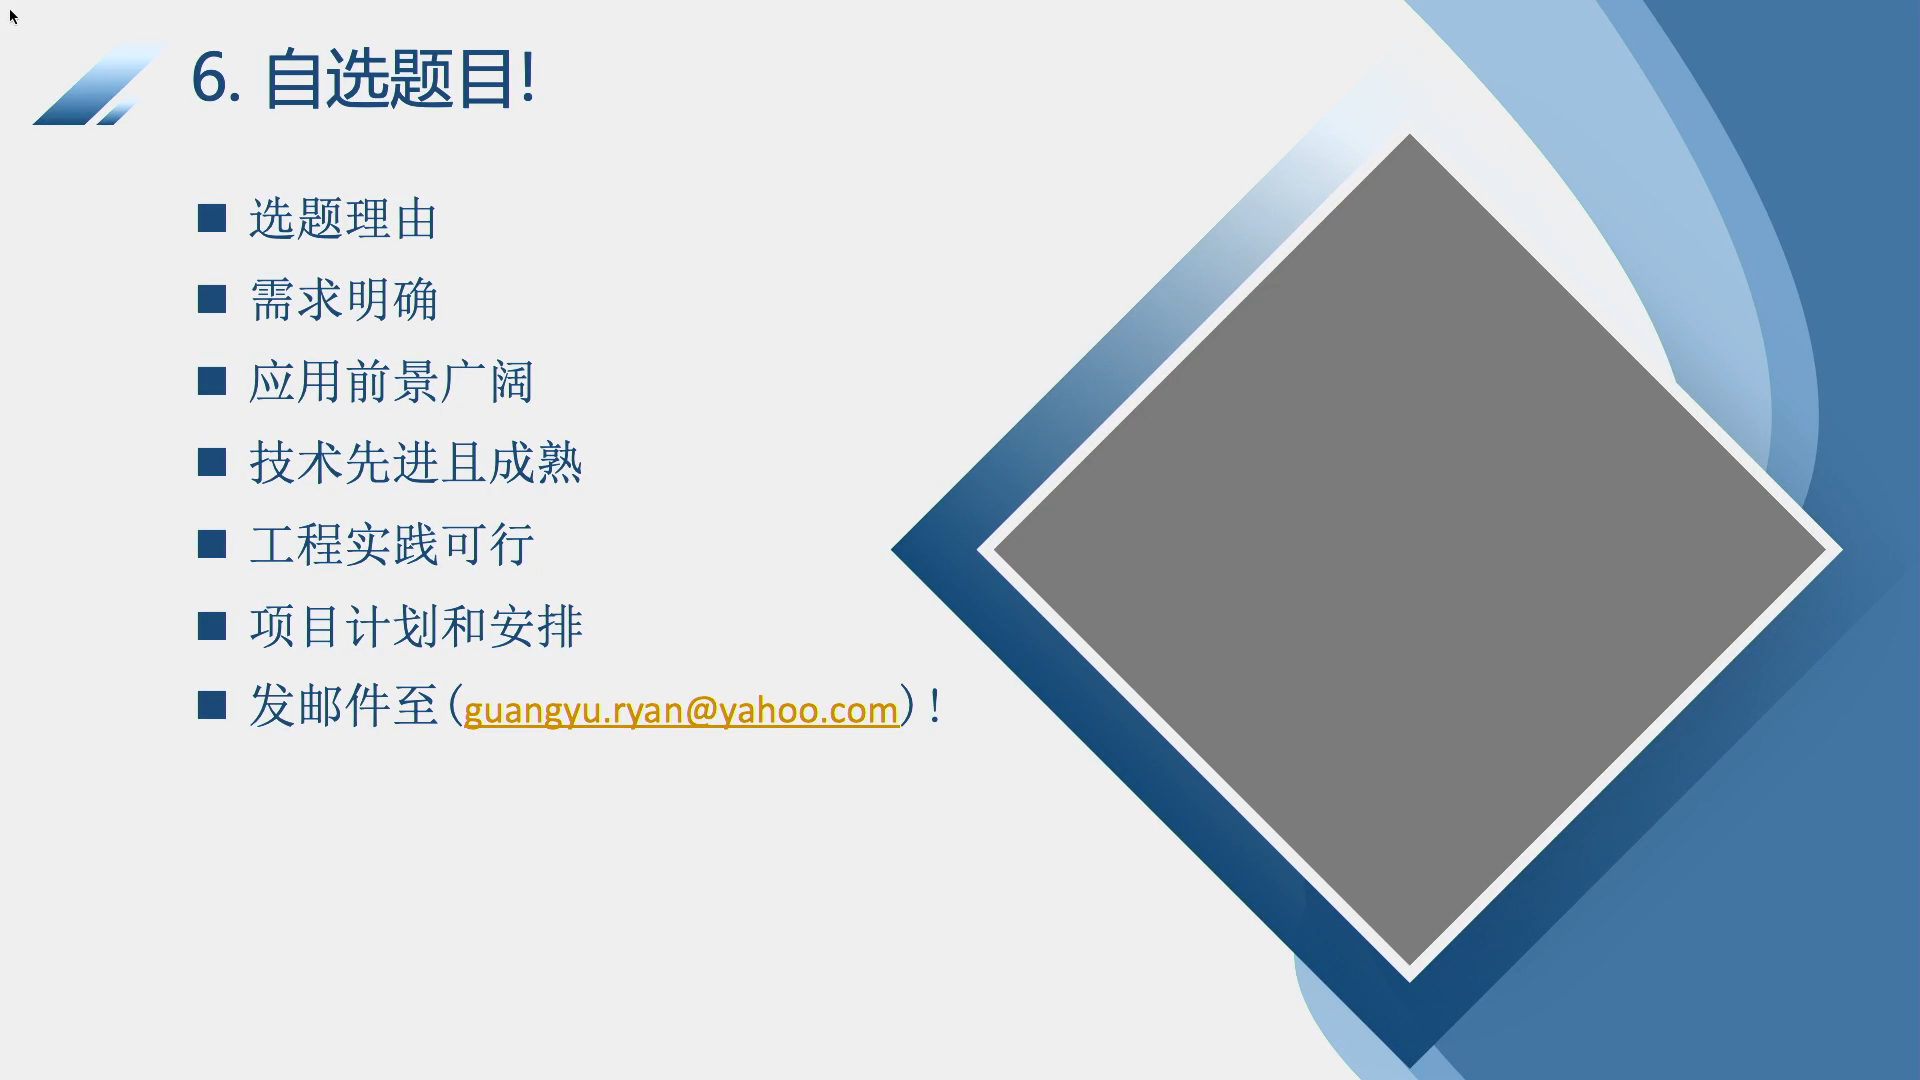 6. 自选题目!
■ 选题理由
■ 需求明确
■ 应用前景广阔
■ 技术先进且成熟
■ 工程实践可行
■ 项目计划和安排
■ 发邮件至(guangyu.ryan@yahoo.com)!